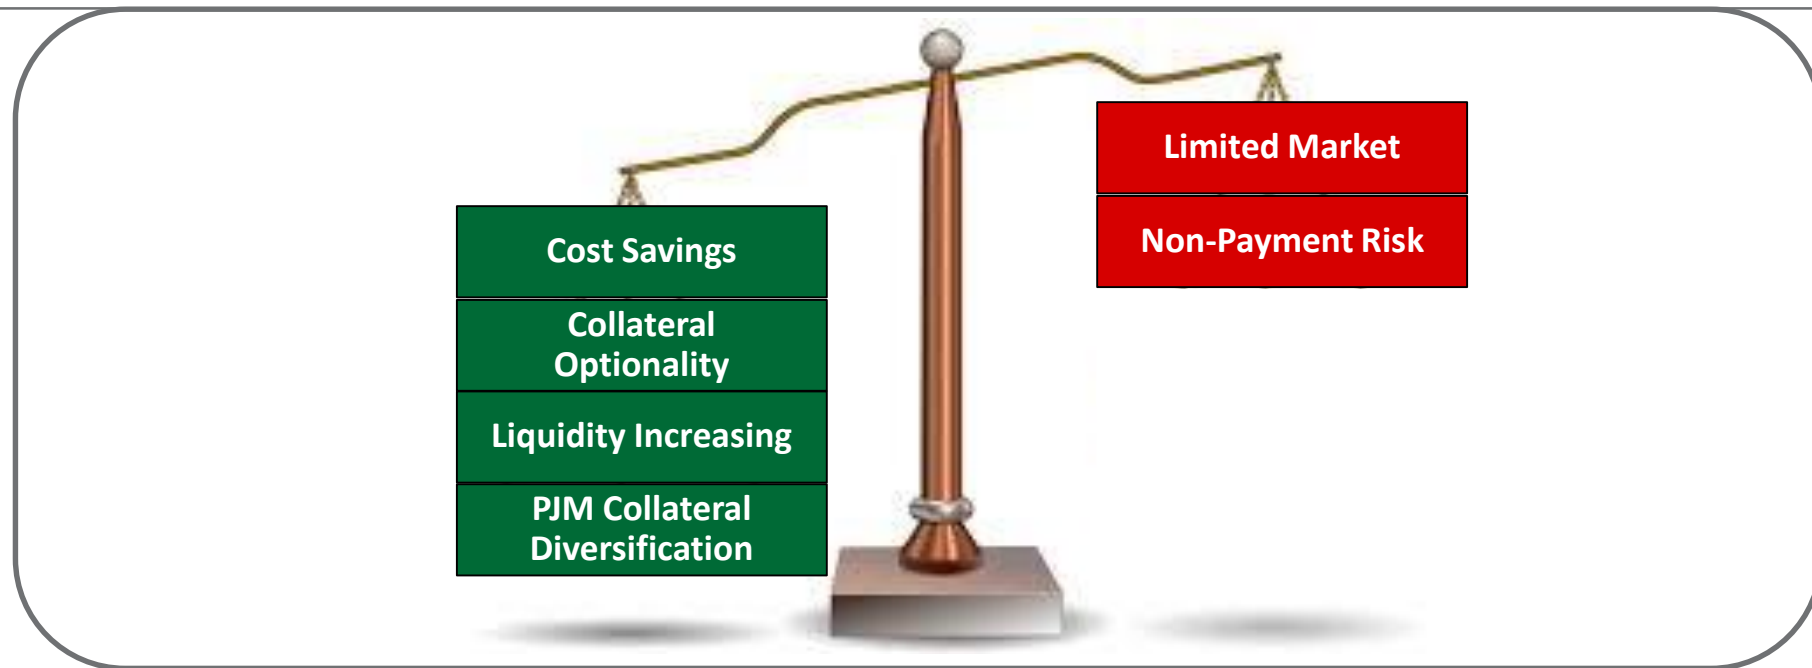 Cost Savings
Collateral
Optionality
Liquidity Increasing
PJM Collateral
Diversification
Limited Market
Non-Payment Risk